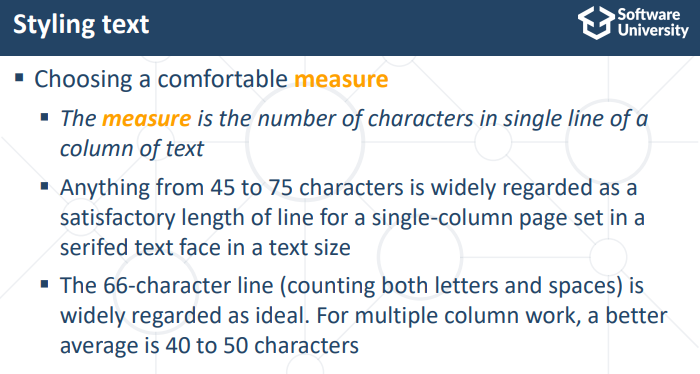 Styling text
Software
University
▪ Choosing a comfortable measure
▪ The measure is the number of characters in single line of a
column of text
▪ Anything from 45 to 75 characters is widely regarded as a
satisfactory length of line for a single-column page set in a
serifed text face in a text size
▪ The 66-character line (counting both letters and spaces) is
widely regarded as ideal. For multiple column work, a better
average is 40 to 50 characters